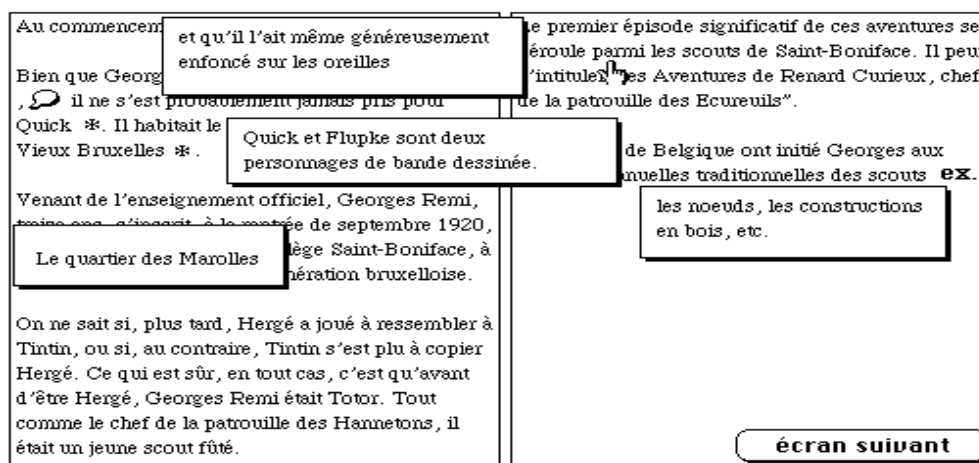 Au commencem
et qu'il l'ait même généreusement
enfoncé sur les oreilles
Bien que Georg
, il ne s'est probablement jamais pris pour
Quick *. Il habitait le
Vieux Bruxelles *.
Quick et Flupke sont deux
personnages de bande dessinée.
Venant de l'enseignement officiel, Georges Remi,
treize ans, s'inscrit, à la rentrée de septembre 1920,
lège Saint-Boniface, à
nération bruxelloise.
Le quartier des Marolles
On ne sait si, plus tard, Hergé a joué à ressembler à
Tintin, ou si, au contraire, Tintin s'est plu à copier
Hergé. Ce qui est sûr, en tout cas, c'est qu'avant
d'être Hergé, Georges Remi était Totor. Tout
comme le chef de la patrouille des Hannetons, il
était un jeune scout fûté.
e premier épisode significatif de ces aventures se
éroule parmi les scouts de Saint-Boniface. Il peu
'intituler es Aventures de Renard Curieux, chef
de la patrouille des Ecureuils".
de Belgique ont initié Georges aux
nuelles traditionnelles des scouts ex.
les noeuds, les constructions
en bois, etc.
écran suivant